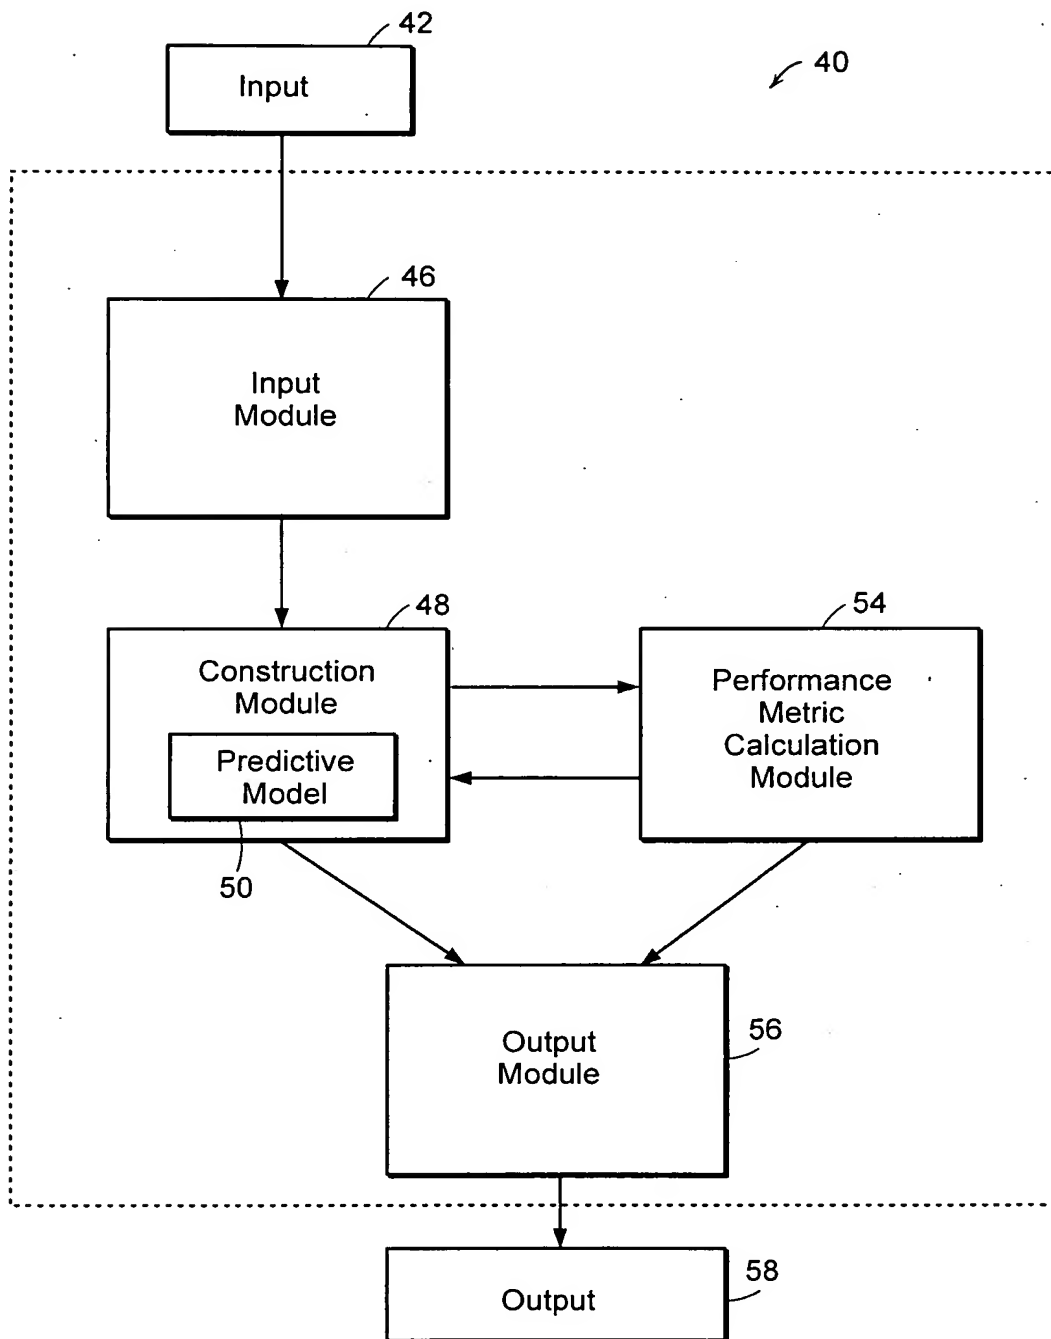 42
Input
40
46
Input
Module
48
Construction
Module
Predictive
Model
50
54
Performance
Metric
Calculation
Module
Output
Module
56
Output
58